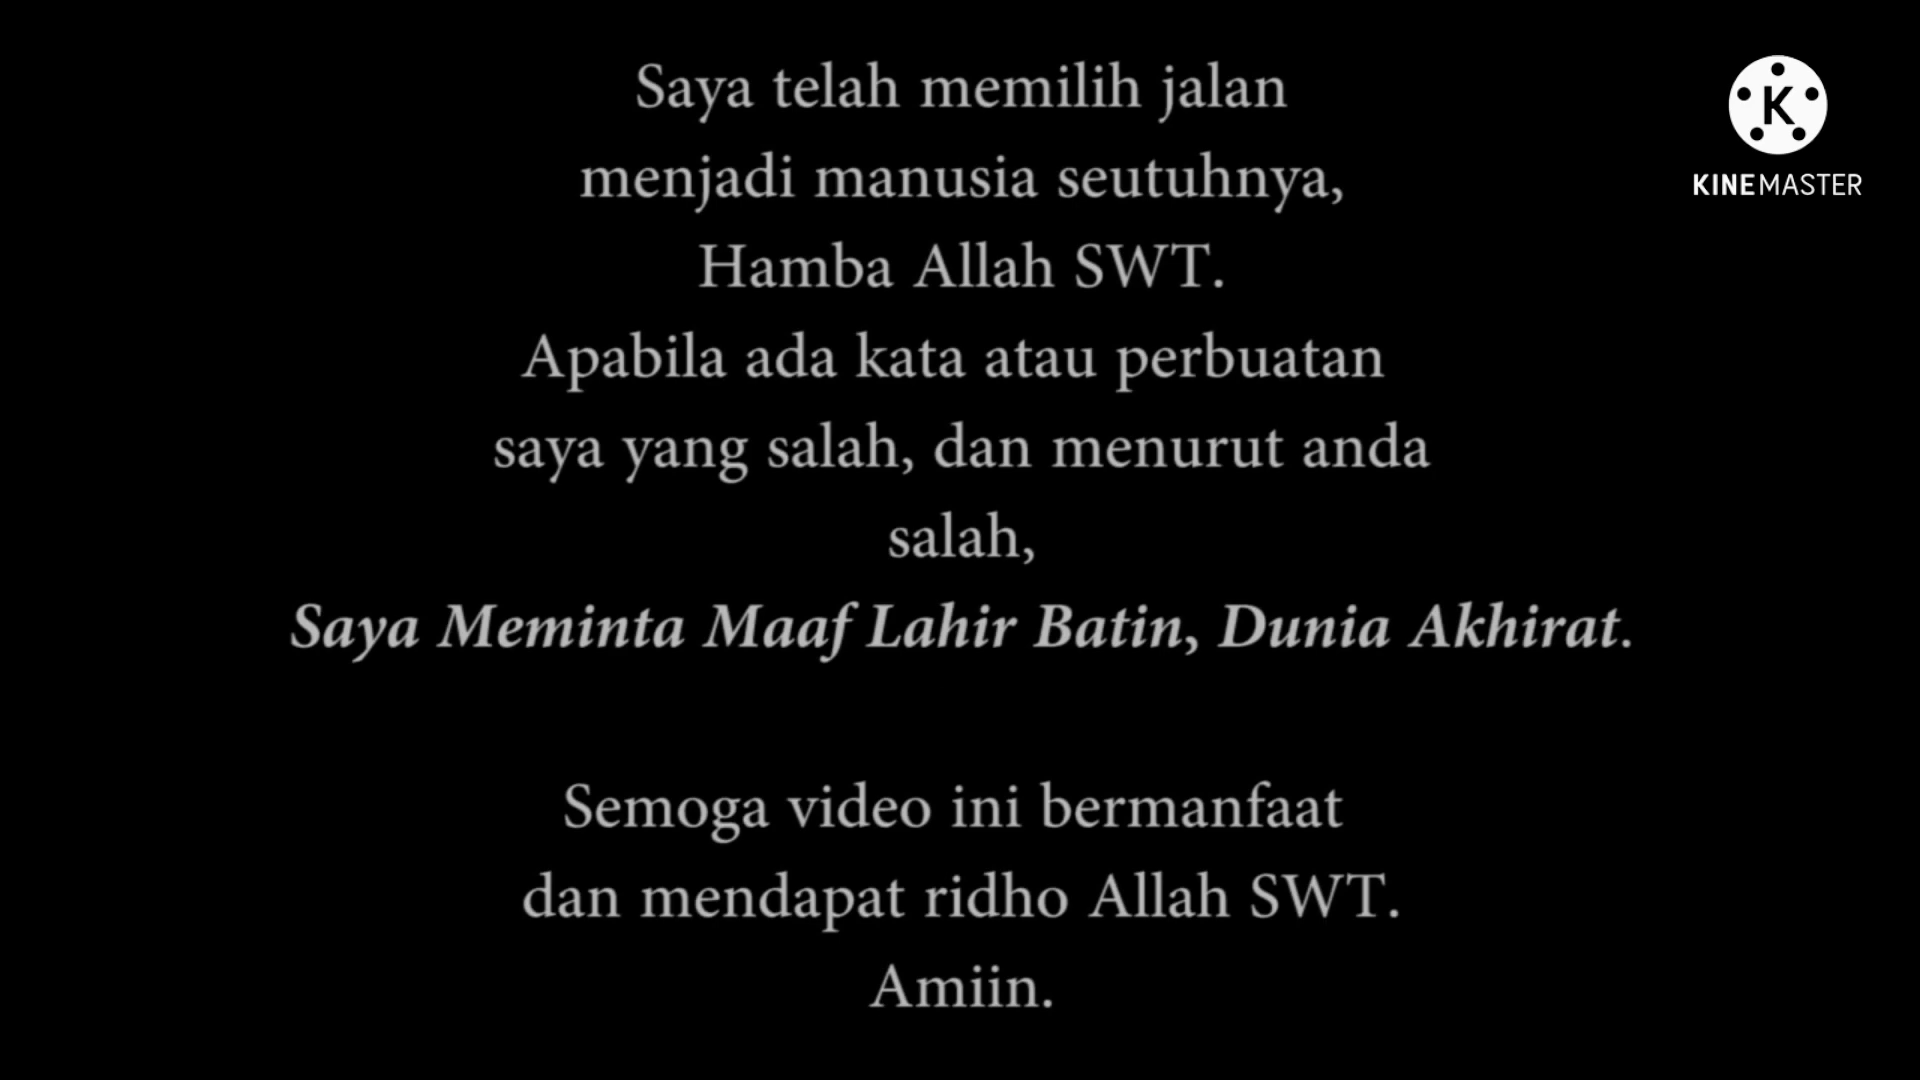 Saya telah memilih jalan
menjadi manusia seutuhnya,
Hamba Allah SWT.
Apabila ada kata atau perbuatan
saya yang salah, dan menurut anda
salah,
Saya Meminta Maaf Lahir Batin, Dunia Akhirat.
Semoga video ini bermanfaat
dan mendapat ridho Allah SWT.
Amiin.
K
KINEMASTER